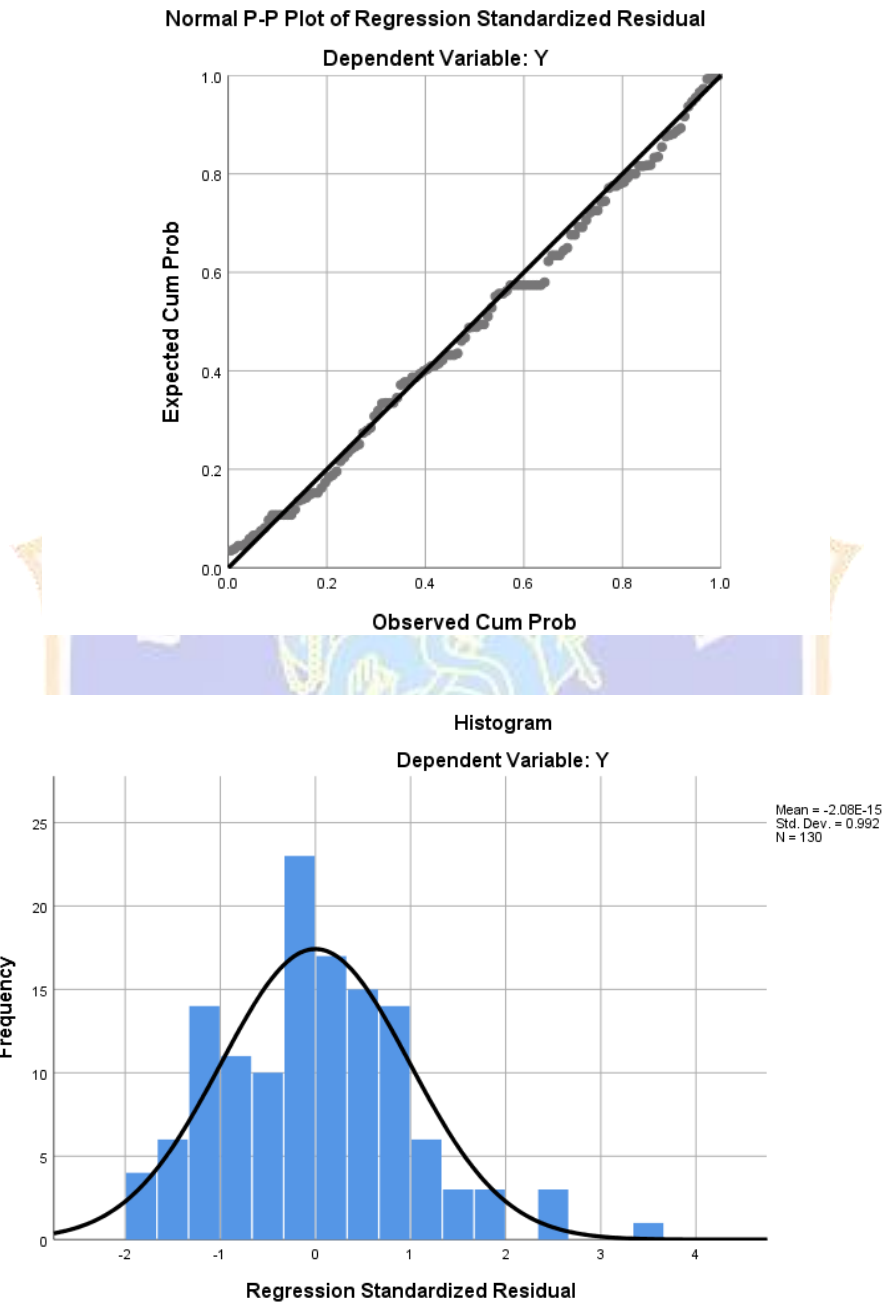 Normal P-P Plot of Regression Standardized Residual
Dependent Variable: Y
1.0
0.8
0.6
0.4
0.2
0.0
Expected Cum Prob
0.0 0.2 0.4 0.6 0.8 1.0
Observed Cum Prob
Histogram
Dependent Variable: Y
Mean = -2.08E-15
Std. Dev. = 0.992
N = 130
25
20
15
10
5
0
Frequency
-2 -1 0 1 2 3 4
Regression Standardized Residual